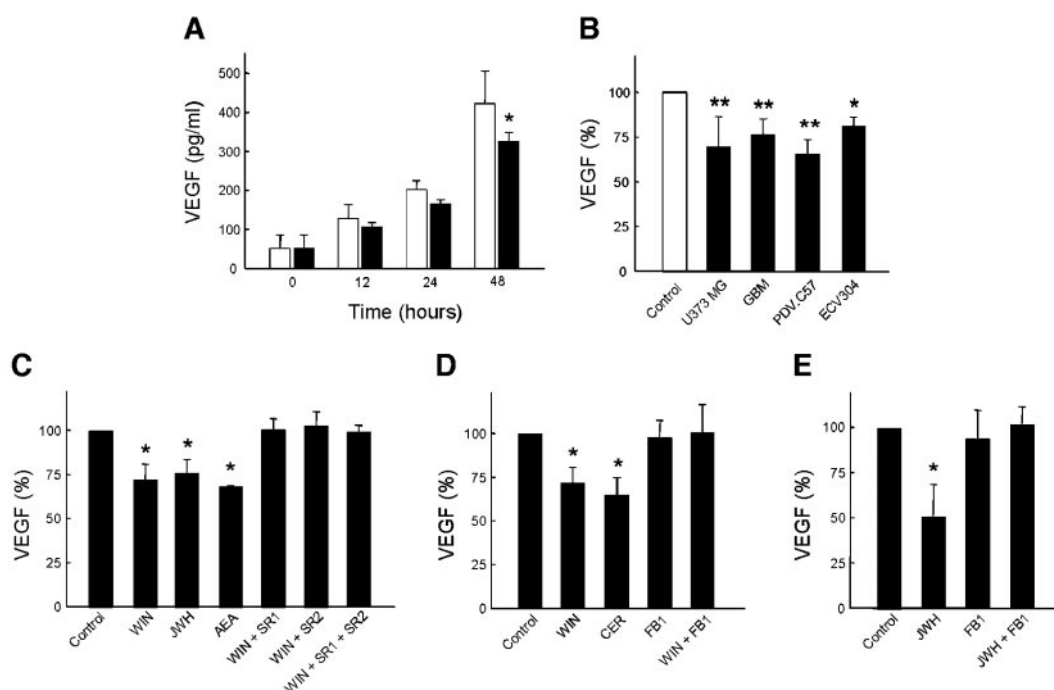 A
VEGF (pg/ml)
500
400
300
200
100
0
*
0 12 24 48
Time (hours)
B
VEGF (%)
100
75
50
25
0
** ** ** *
Control U373 MG GBM PDV.C57 ECV304
C
VEGF (%)
100
75
50
25
0
* * *
Control WIN JWH AEA WIN + SR1 WIN + SR2 WIN + SR1 + SR2
D
VEGF (%)
100
75
50
25
0
* *
Control WIN CER FB1 WIN + FB1
E
VEGF (%)
100
75
50
25
0
*
Control JWH FB1 JWH + FB1